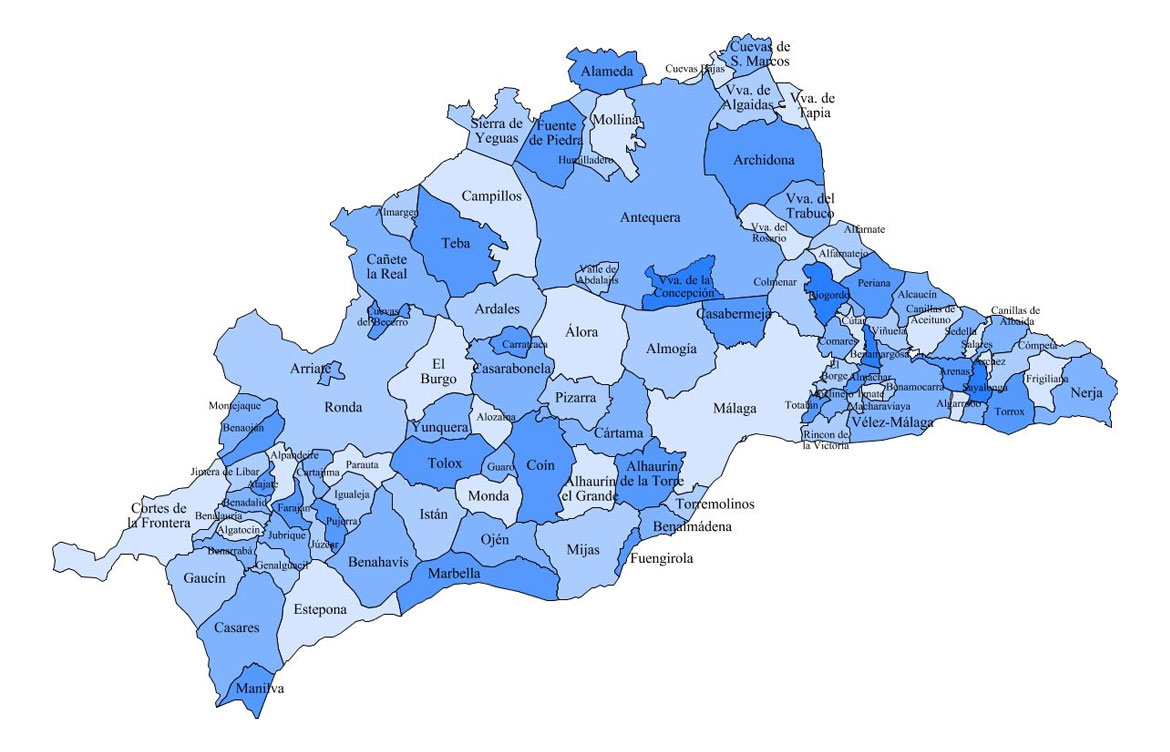 Cuevas de
S. Marcos
Cuevas Bajas
Alameda
Vva. de
Algaidas
Vva. de
Tapia
Mollina
Sierra de
Yeguas
Fuente
de Piedra
Humilladero
Archidona
Campillos
Vva. del
Trabuco
Almargen
Antequera
Vva. del
Rosario
Alfarnate
Teba
Alfarnatejo
Cañete
la Real
Valle de
Abdalajís
Vva. de la
Concepción
Colmenar
Periana
Riogordo
Alcaucín
Cuevas
del Becerro
Ardales
Casabermeja
Canillas de
Aceituno
Canillas de
Albaida
Cútar
Viñuela
Sedella
Álora
Carratraca
Almogía
Comares
Salares
Cómpeta
Benamargosa
Arriate
El
Burgo
Casarabonela
El
Borge
Almáchar
Arenas
Árchez
Frigiliana
Benamocarra
Sayalonga
Nerja
Moclinejo
Iznate
Montejaque
Ronda
Pizarra
Málaga
Totalán
Macharaviaya
Algarrobo
Torrox
Alozaina
Benaoján
Yunquera
Cártama
Rincon de
la Victoria
Vélez-Málaga
Alpandeire
Jimera de Líbar
Cartajima
Parauta
Tolox
Guaro
Coín
Alhaurín
de la Torre
Atajate
Alhaurín
el Grande
Igualeja
Monda
Benadalid
Torremolinos
Cortes de
la Frontera
Benalauría
Faraján
Pujerra
Istán
Benalmádena
Algatocín
Jubrique
Júzcar
Ojén
Benarrabá
Mijas
Fuengirola
Genalguacil
Benahavís
Gaucín
Marbella
Estepona
Casares
Manilva